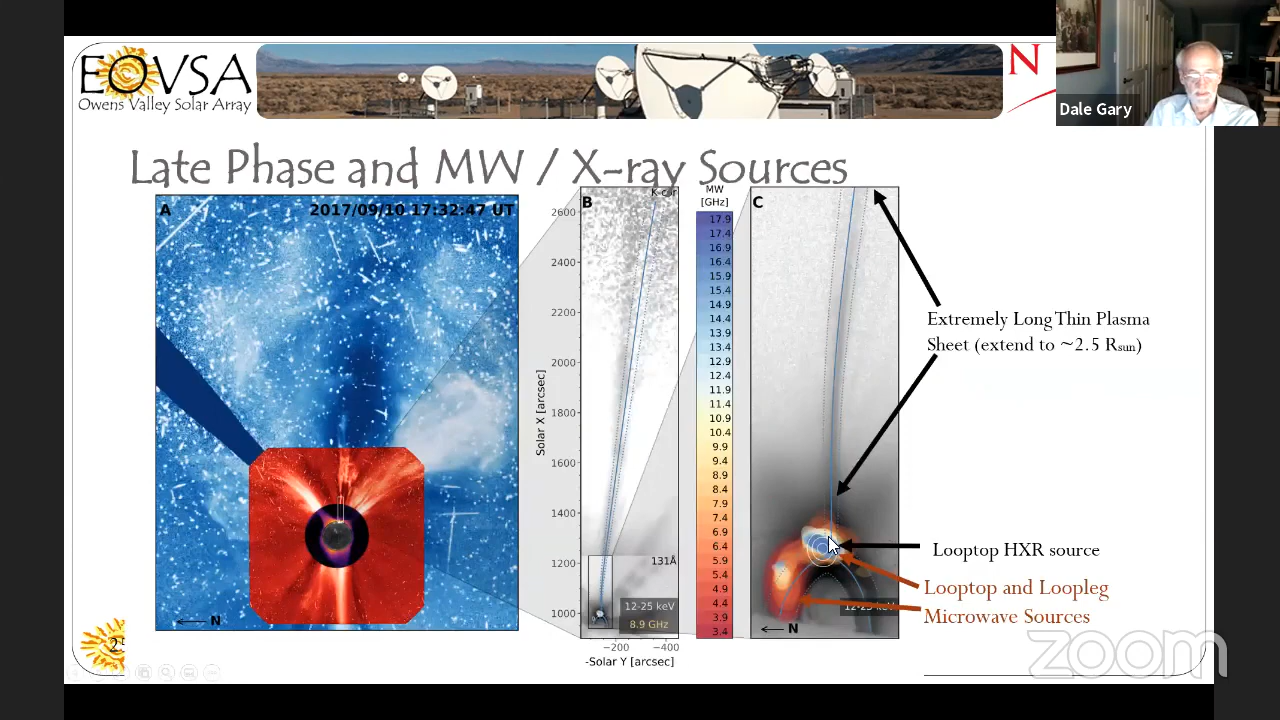 EOVSA
Owens Valley Solar Array
N
Dale Gary
Late Phase and MW / X-ray Sources
A
2017/09/10 17:32:47 UT
N
B
K-cor
2600
2400
2200
2000
1800
1600
1400
1200
1000
Solar X [arcsec]
131Å
12-25 keV
8.9 GHz
−200 −400
-Solar Y [arcsec]
MW
[GHz]
17.9
17.4
16.9
16.4
15.9
15.4
14.9
14.4
13.9
13.4
12.9
12.4
11.9
11.4
10.9
10.4
9.9
9.4
8.9
8.4
7.9
7.4
6.9
6.4
5.9
5.4
4.9
4.4
3.9
3.4
C
12-25 keV
N
Extremely Long Thin Plasma
Sheet (extend to ~2.5 Rsun)
Looptop HXR source
Looptop and Loopleg
Microwave Sources
zoom